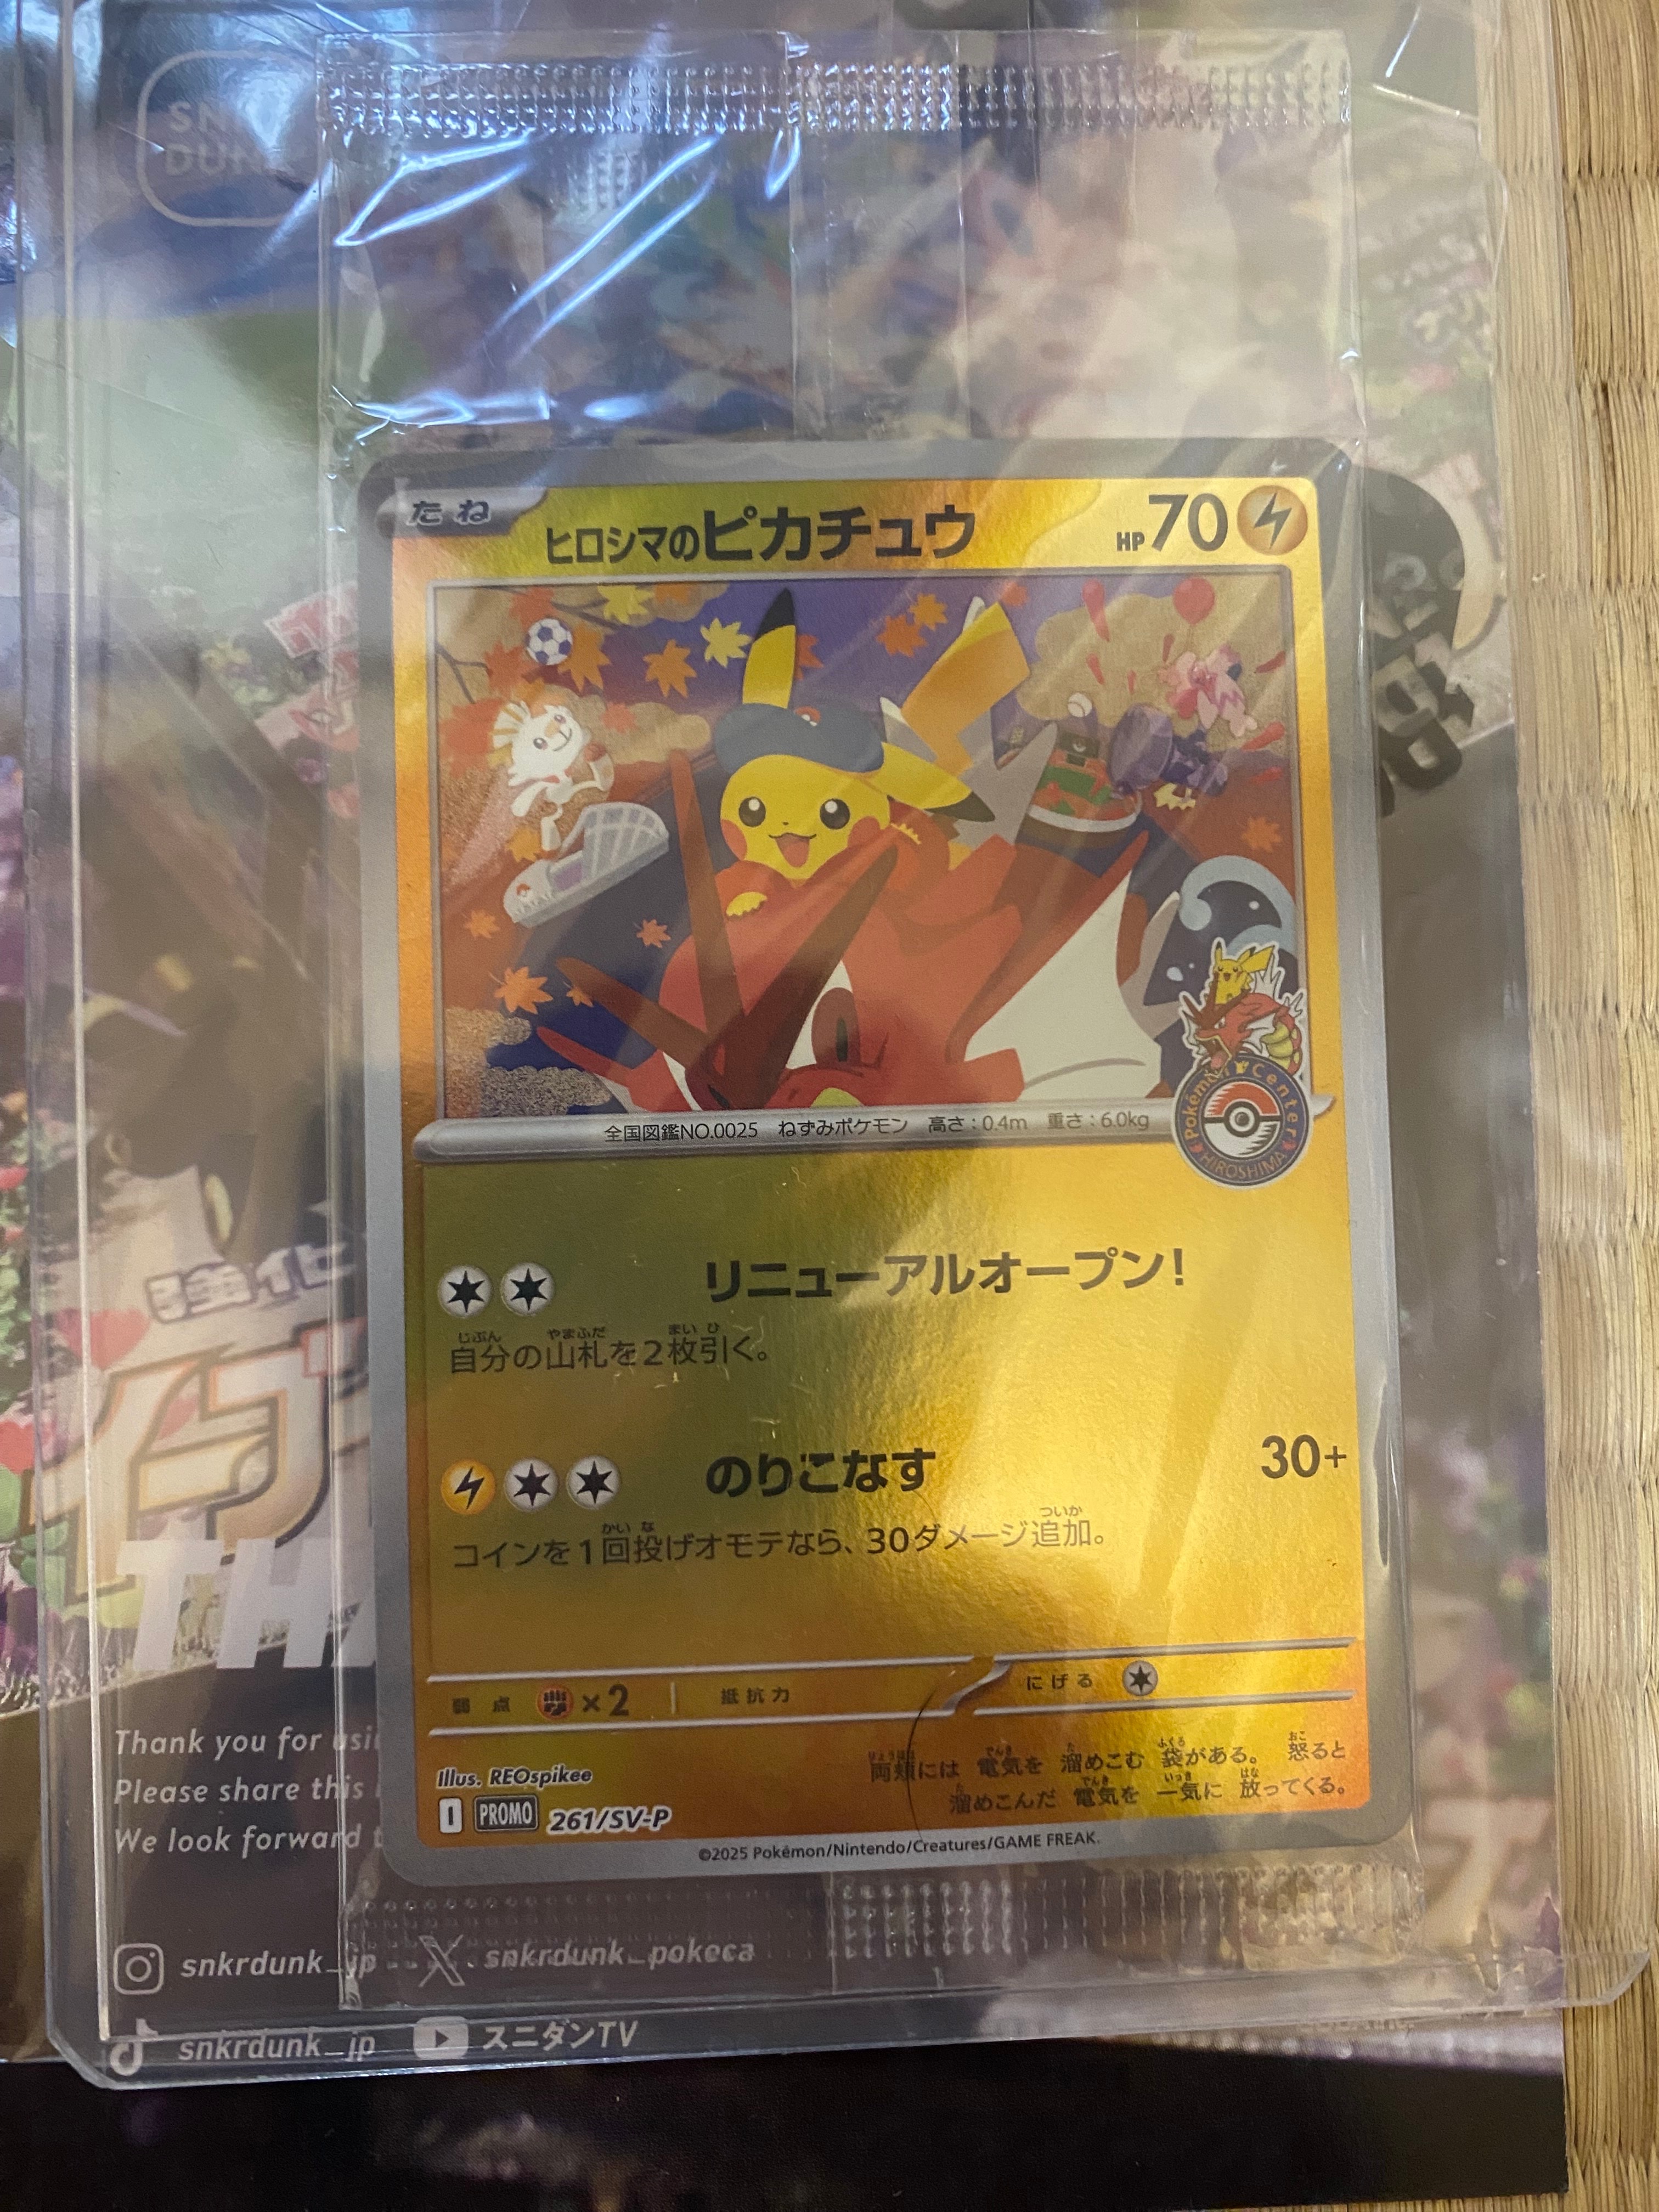 たね
ヒロシマのピカチュウ
HP70
全国図鑑NO.0025 ねずみポケモン 高さ:0.4m 重さ:6.0kg
Pokémon Center
HIROSHIMA
リニューアルオープン!
自分の山札を2枚引く。
のりこなす 30+
コインを1回投げオモテなら、30ダメージ追加。
弱点 ×2 抵抗力 にげる
両頬には 電気を 溜めこむ 袋がある。 怒ると
溜めこんだ 電気を 一気に 放ってくる。
Illus. REOspikee
I PROMO 261/SV-P
©2025 Pokémon/Nintendo/Creatures/GAME FREAK.
強化
Thank you for
Please share this
We look forward
snkrdunk_jp
snkrdunk_pokeca
snkrdunk_jp
スニダンTV